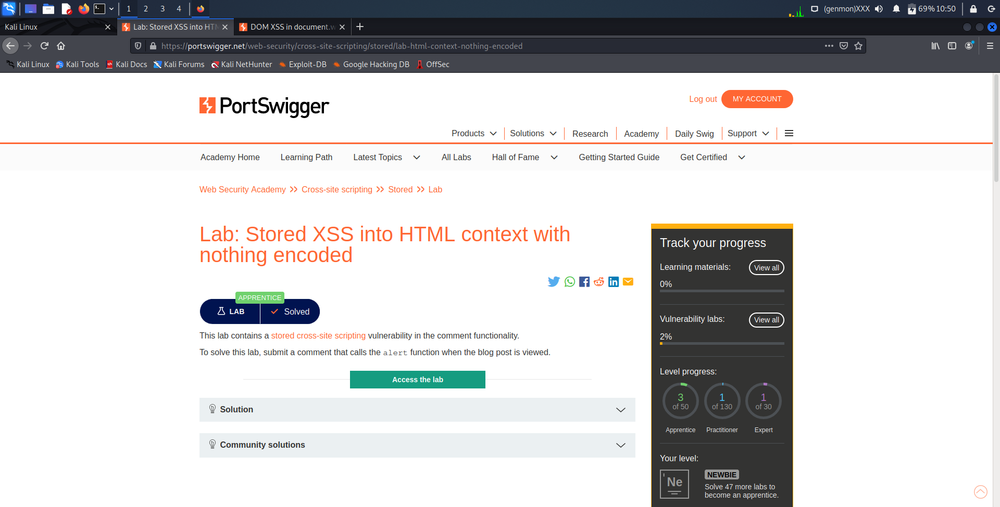 1 2 3 4 (genmon)XXX 69% 10:50
Kali Linux
Lab: Stored XSS into HTM
DOM XSS in document.w
https://portswigger.net/web-security/cross-site-scripting/stored/lab-html-context-nothing-encoded
Kali Linux Kali Tools Kali Docs Kali Forums Kali NetHunter Exploit-DB Google Hacking DB OffSec
PortSwigger
Log out MY ACCOUNT
Products Solutions Research Academy Daily Swig Support
Academy Home Learning Path Latest Topics All Labs Hall of Fame Getting Started Guide Get Certified
Web Security Academy Cross-site scripting Stored Lab
Lab: Stored XSS into HTML context with
nothing encoded
APPRENTICE
LAB Solved
This lab contains a stored cross-site scripting vulnerability in the comment functionality.
To solve this lab, submit a comment that calls the alert function when the blog post is viewed.
Access the lab
Solution
Community solutions
Track your progress
Learning materials: View all
0%
Vulnerability labs: View all
2%
Level progress:
3 1 1
of 50 of 130 of 30
Apprentice Practitioner Expert
Your level:
Ne
NEWBIE
Solve 47 more labs to
become an apprentice.